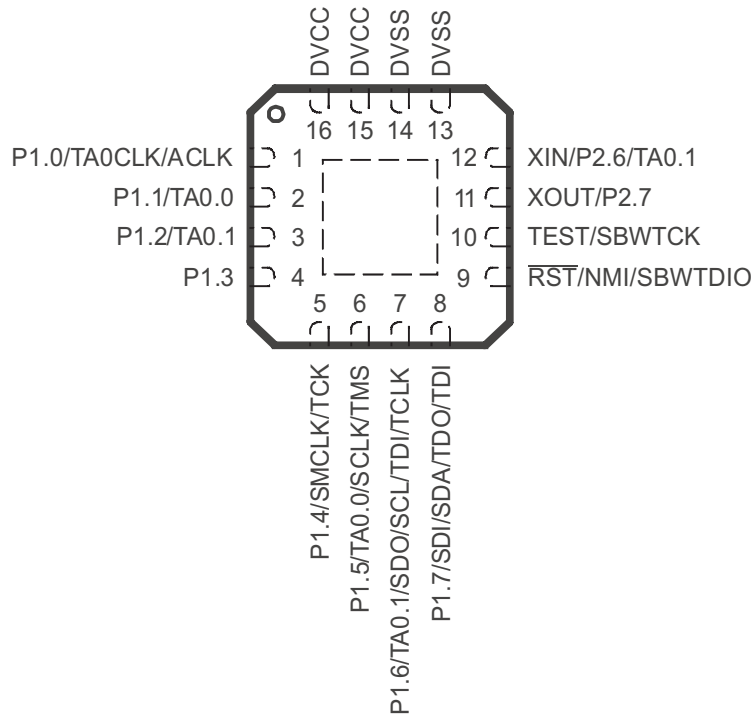 DVCC
DVCC
DVSS
DVSS
16
15
14
13
P1.0/TA0CLK/ACLK
1
12
XIN/P2.6/TA0.1
P1.1/TA0.0
2
11
XOUT/P2.7
P1.2/TA0.1
3
10
TEST/SBWTCK
P1.3
4
9
RST/NMI/SBWTDIO
5
6
7
8
P1.4/SMCLK/TCK
P1.5/TA0.0/SCLK/TMS
P1.6/TA0.1/SDO/SCL/TDI/TCLK
P1.7/SDI/SDA/TDO/TDI